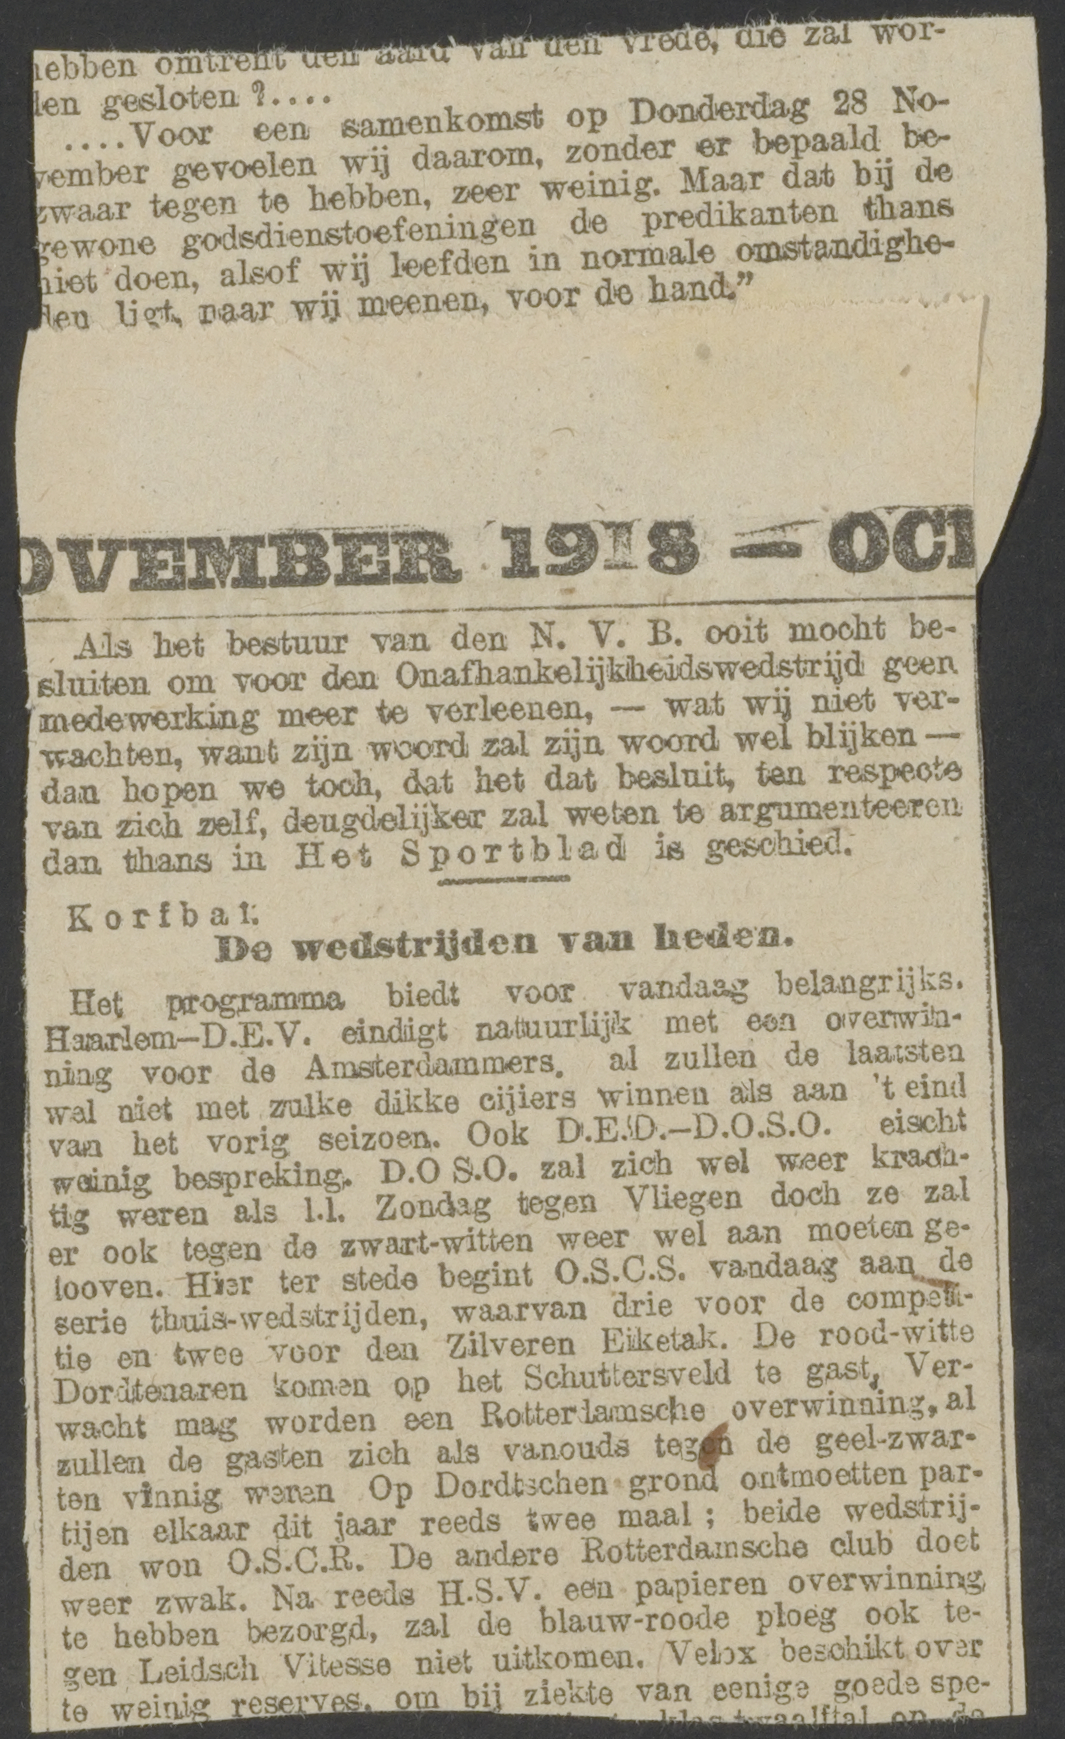 hebben omtrent den aard van den vrede, die zal wor-
den gesloten ?....
....Voor een samenkomst op Donderdag 28 No-
vember gevoelen wij daarom, zonder er bepaald be-
zwaar tegen te hebben, zeer weinig. Maar dat bij de
gewone godsdienstoefeningen de predikanten thans
niet doen, alsof wij leefden in normale omstandighe-
den ligt, naar wij meenen, voor de hand."
OVEMBER 1918 — OCH
Als het bestuur van den N. V. B. ooit mocht be-
sluiten om voor den Onafhankelijkheidswedstrijd geen
medewerking meer te verleenen, — wat wij niet ver-
wachten, want zijn woord zal zijn woord wel blijken —
dan hopen we toch, dat het dat besluit, ten respecte
van zich zelf, deugdelijker zal weten te argumenteeren
dan thans in Het Sportblad is geschied.
Korfbal.
De wedstrijden van heden.
Het programma biedt voor vandaag belangrijks.
Haarlem—D.E.V. eindigt natuurlijk met een overwin-
ning voor de Amsterdammers. al zullen de laatsten
wel niet met zulke dikke cijiers winnen als aan 't eind
van het vorig seizoen. Ook D.E.D.—D.O.S.O. eischt
weinig bespreking. D.O S.O. zal zich wel weer krach-
tig weren als l.l. Zondag tegen Vliegen doch ze zal
er ook tegen de zwart-witten weer wel aan moeten ge-
looven. Hier ter stede begint O.S.C.S. vandaag aan de
serie thuis-wedstrijden, waarvan drie voor de competi-
tie en twee voor den Zilveren Eiketak. De rood-witte
Dordtenaren komen op het Schuttersveld te gast, Ver-
wacht mag worden een Rotterdamsche overwinning, al
zullen de gasten zich als vanouds tegen de geel-zwar-
ten vinnig weren Op Dordtschen grond ontmoetten par-
tijen elkaar dit jaar reeds twee maal ; beide wedstrij-
den won O.S.C.R. De andere Rotterdamsche club doet
weer zwak. Na reeds H.S.V. een papieren overwinning
te hebben bezorgd, zal de blauw-roode ploeg ook te-
gen Leidsch Vitesse niet uitkomen. Velox beschikt over
te weinig reserves, om bij ziekte van eenige goede spe-
twaalftal op de